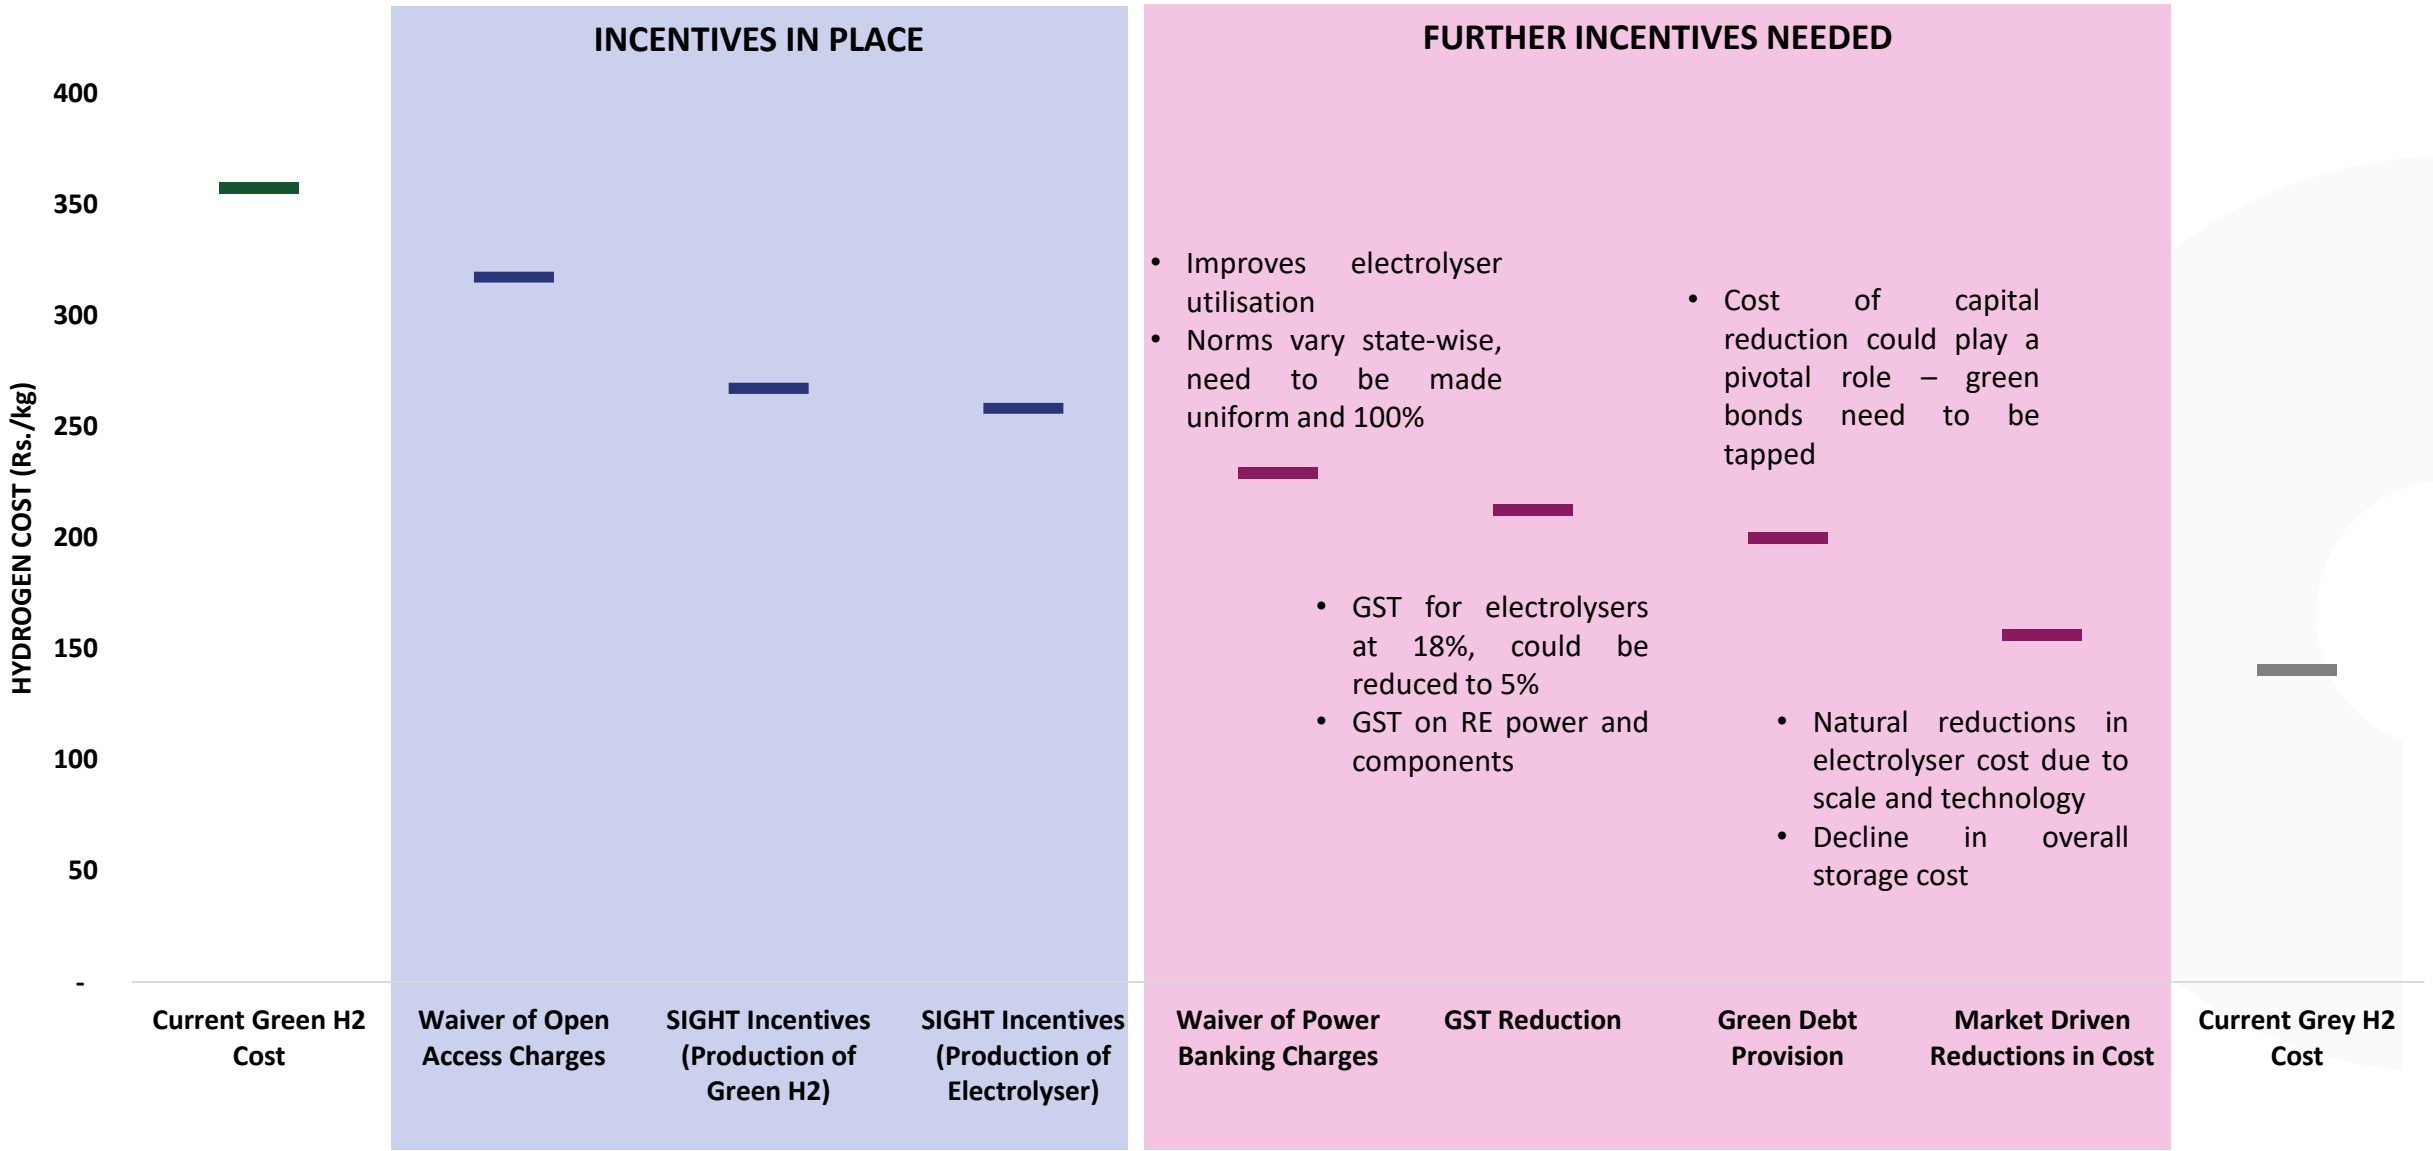 INCENTIVES IN PLACE
FURTHER INCENTIVES NEEDED
HYDROGEN COST (Rs./kg)
400
350
300
250
200
150
100
50
-
• Improves electrolyser
utilisation
• Norms vary state-wise,
need to be made
uniform and 100%
• GST for electrolysers
at 18%, could be
reduced to 5%
• GST on RE power and
components
• Cost of capital
reduction could play a
pivotal role – green
bonds need to be
tapped
• Natural reductions in
electrolyser cost due to
scale and technology
• Decline in overall
storage cost
Current Green H2
Cost
Waiver of Open
Access Charges
SIGHT Incentives
(Production of
Green H2)
SIGHT Incentives
(Production of
Electrolyser)
Waiver of Power
Banking Charges
GST Reduction
Green Debt
Provision
Market Driven
Reductions in Cost
Current Grey H2
Cost